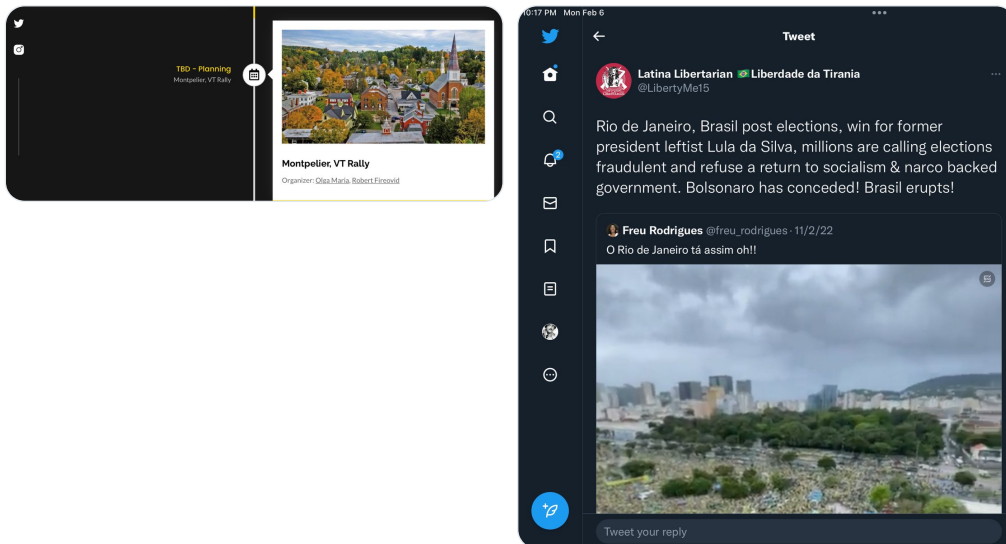 TBD - Planning
Montpelier, VT Rally
Montpelier, VT Rally
Organizer: Olga Maria, Robert Fireovid
10:17 PM Mon Feb 6
Tweet
Latina Libertarian 🇧🇷Liberdade da Tirania
@LibertyMe15
Rio de Janeiro, Brasil post elections, win for former
president leftist Lula da Silva, millions are calling elections
fraudulent and refuse a return to socialism & narco backed
government. Bolsonaro has conceded! Brasil erupts!
2
Freu Rodrigues @freu_rodrigues · 11/2/22
O Rio de Janeiro tá assim oh!!
Tweet your reply